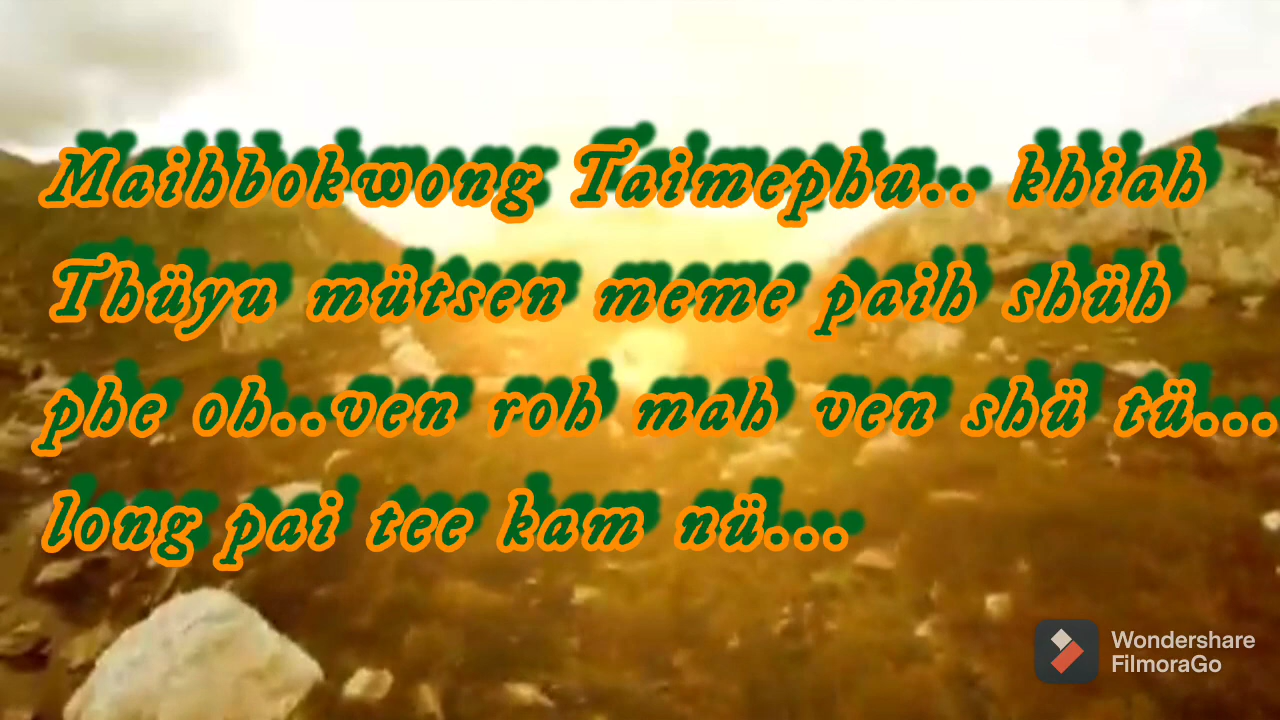 Maihbokwong Taimephu.. khiah
Thüyu mütsen meme paih shüh
phe oh..ven roh mah ven shü tü...
long pai tee kam nü...
Wondershare
FilmoraGo